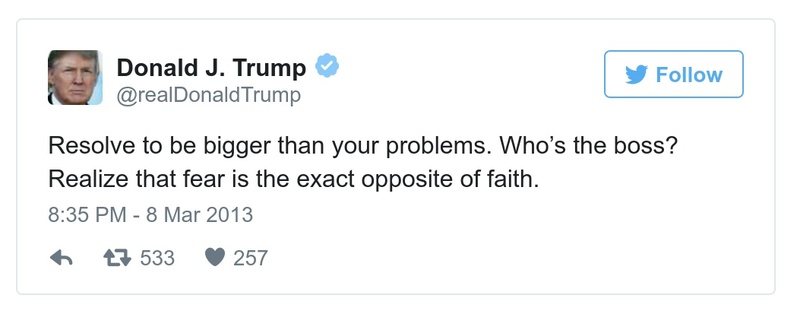 Donald J. Trump
@realDonaldTrump
Follow
Resolve to be bigger than your problems. Who’s the boss?
Realize that fear is the exact opposite of faith.
8:35 PM - 8 Mar 2013
533 257